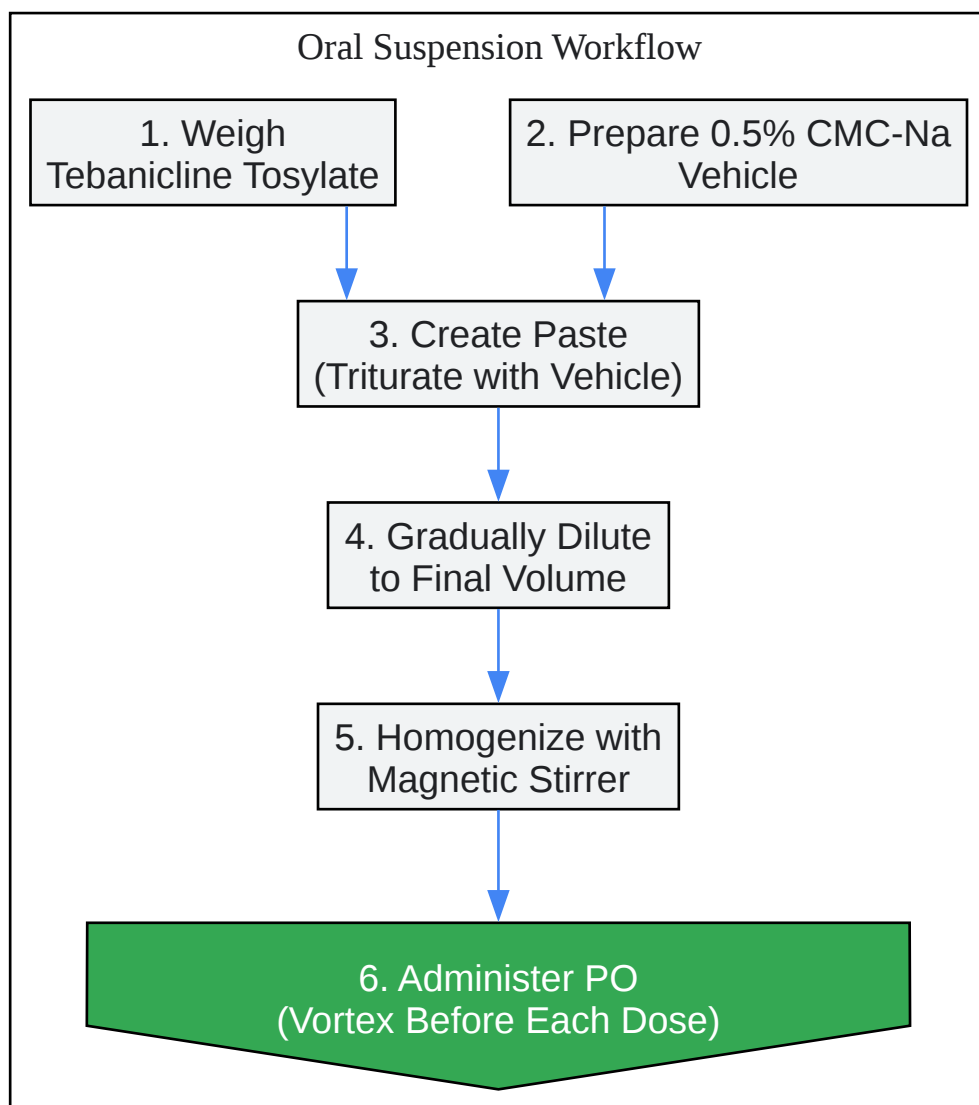 Oral Suspension Workflow
1. Weigh
Tebanicline Tosylate
2. Prepare 0.5% CMC-Na
Vehicle
3. Create Paste
(Triturate with Vehicle)
4. Gradually Dilute
to Final Volume
5. Homogenize with
Magnetic Stirrer
6. Administer PO
(Vortex Before Each Dose)